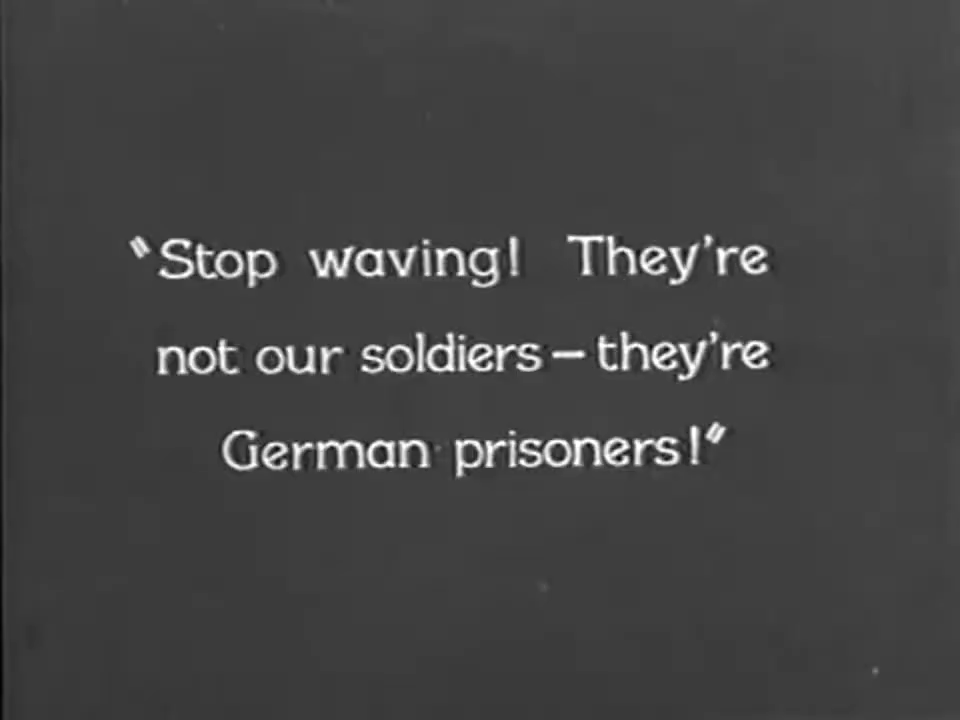 "Stop waving! They're
not our soldiers – they're
German prisoners!"